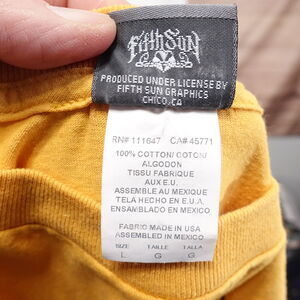 FIFTH SUN
PRODUCED UNDER LICENSE BY
FIFTH SUN GRAPHICS
CHICO, CA
RN# 111647 CA# 45771
100% COTTON/ COTON/
ALGODON
TISSU FABRIQUE
AUX E.U.
ASSEMBLE AU MEXIQUE
TELA HECHO EN E.U.A.
ENSAMBLADO EN MEXICO
FABRIC MADE IN USA
ASSEMBLED IN MEXICO
SIZE TAILLE TALLA
L G G